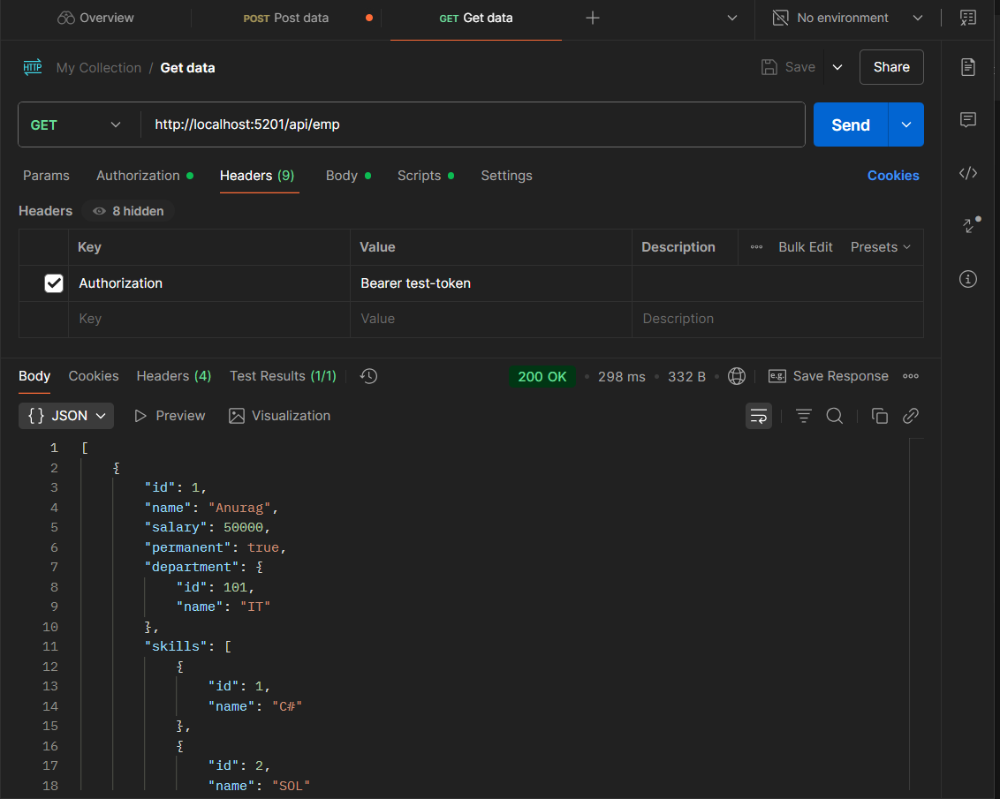 Overview POST Post data GET Get data No environment
HTTP My Collection / Get data Save Share
GET http://localhost:5201/api/emp Send
Params Authorization Headers (9) Body Scripts Settings Cookies
Headers 8 hidden
Key Value Description Bulk Edit Presets
Authorization Bearer test-token
Key Value Description
Body Cookies Headers (4) Test Results (1/1) 200 OK 298 ms 332 B e.g. Save Response
{} JSON Preview Visualization
1 [
2 {
3 "id": 1,
4 "name": "Anurag",
5 "salary": 50000,
6 "permanent": true,
7 "department": {
8 "id": 101,
9 "name": "IT"
10 },
11 "skills": [
12 {
13 "id": 1,
14 "name": "C#"
15 },
16 {
17 "id": 2,
18 "name": "SOL"